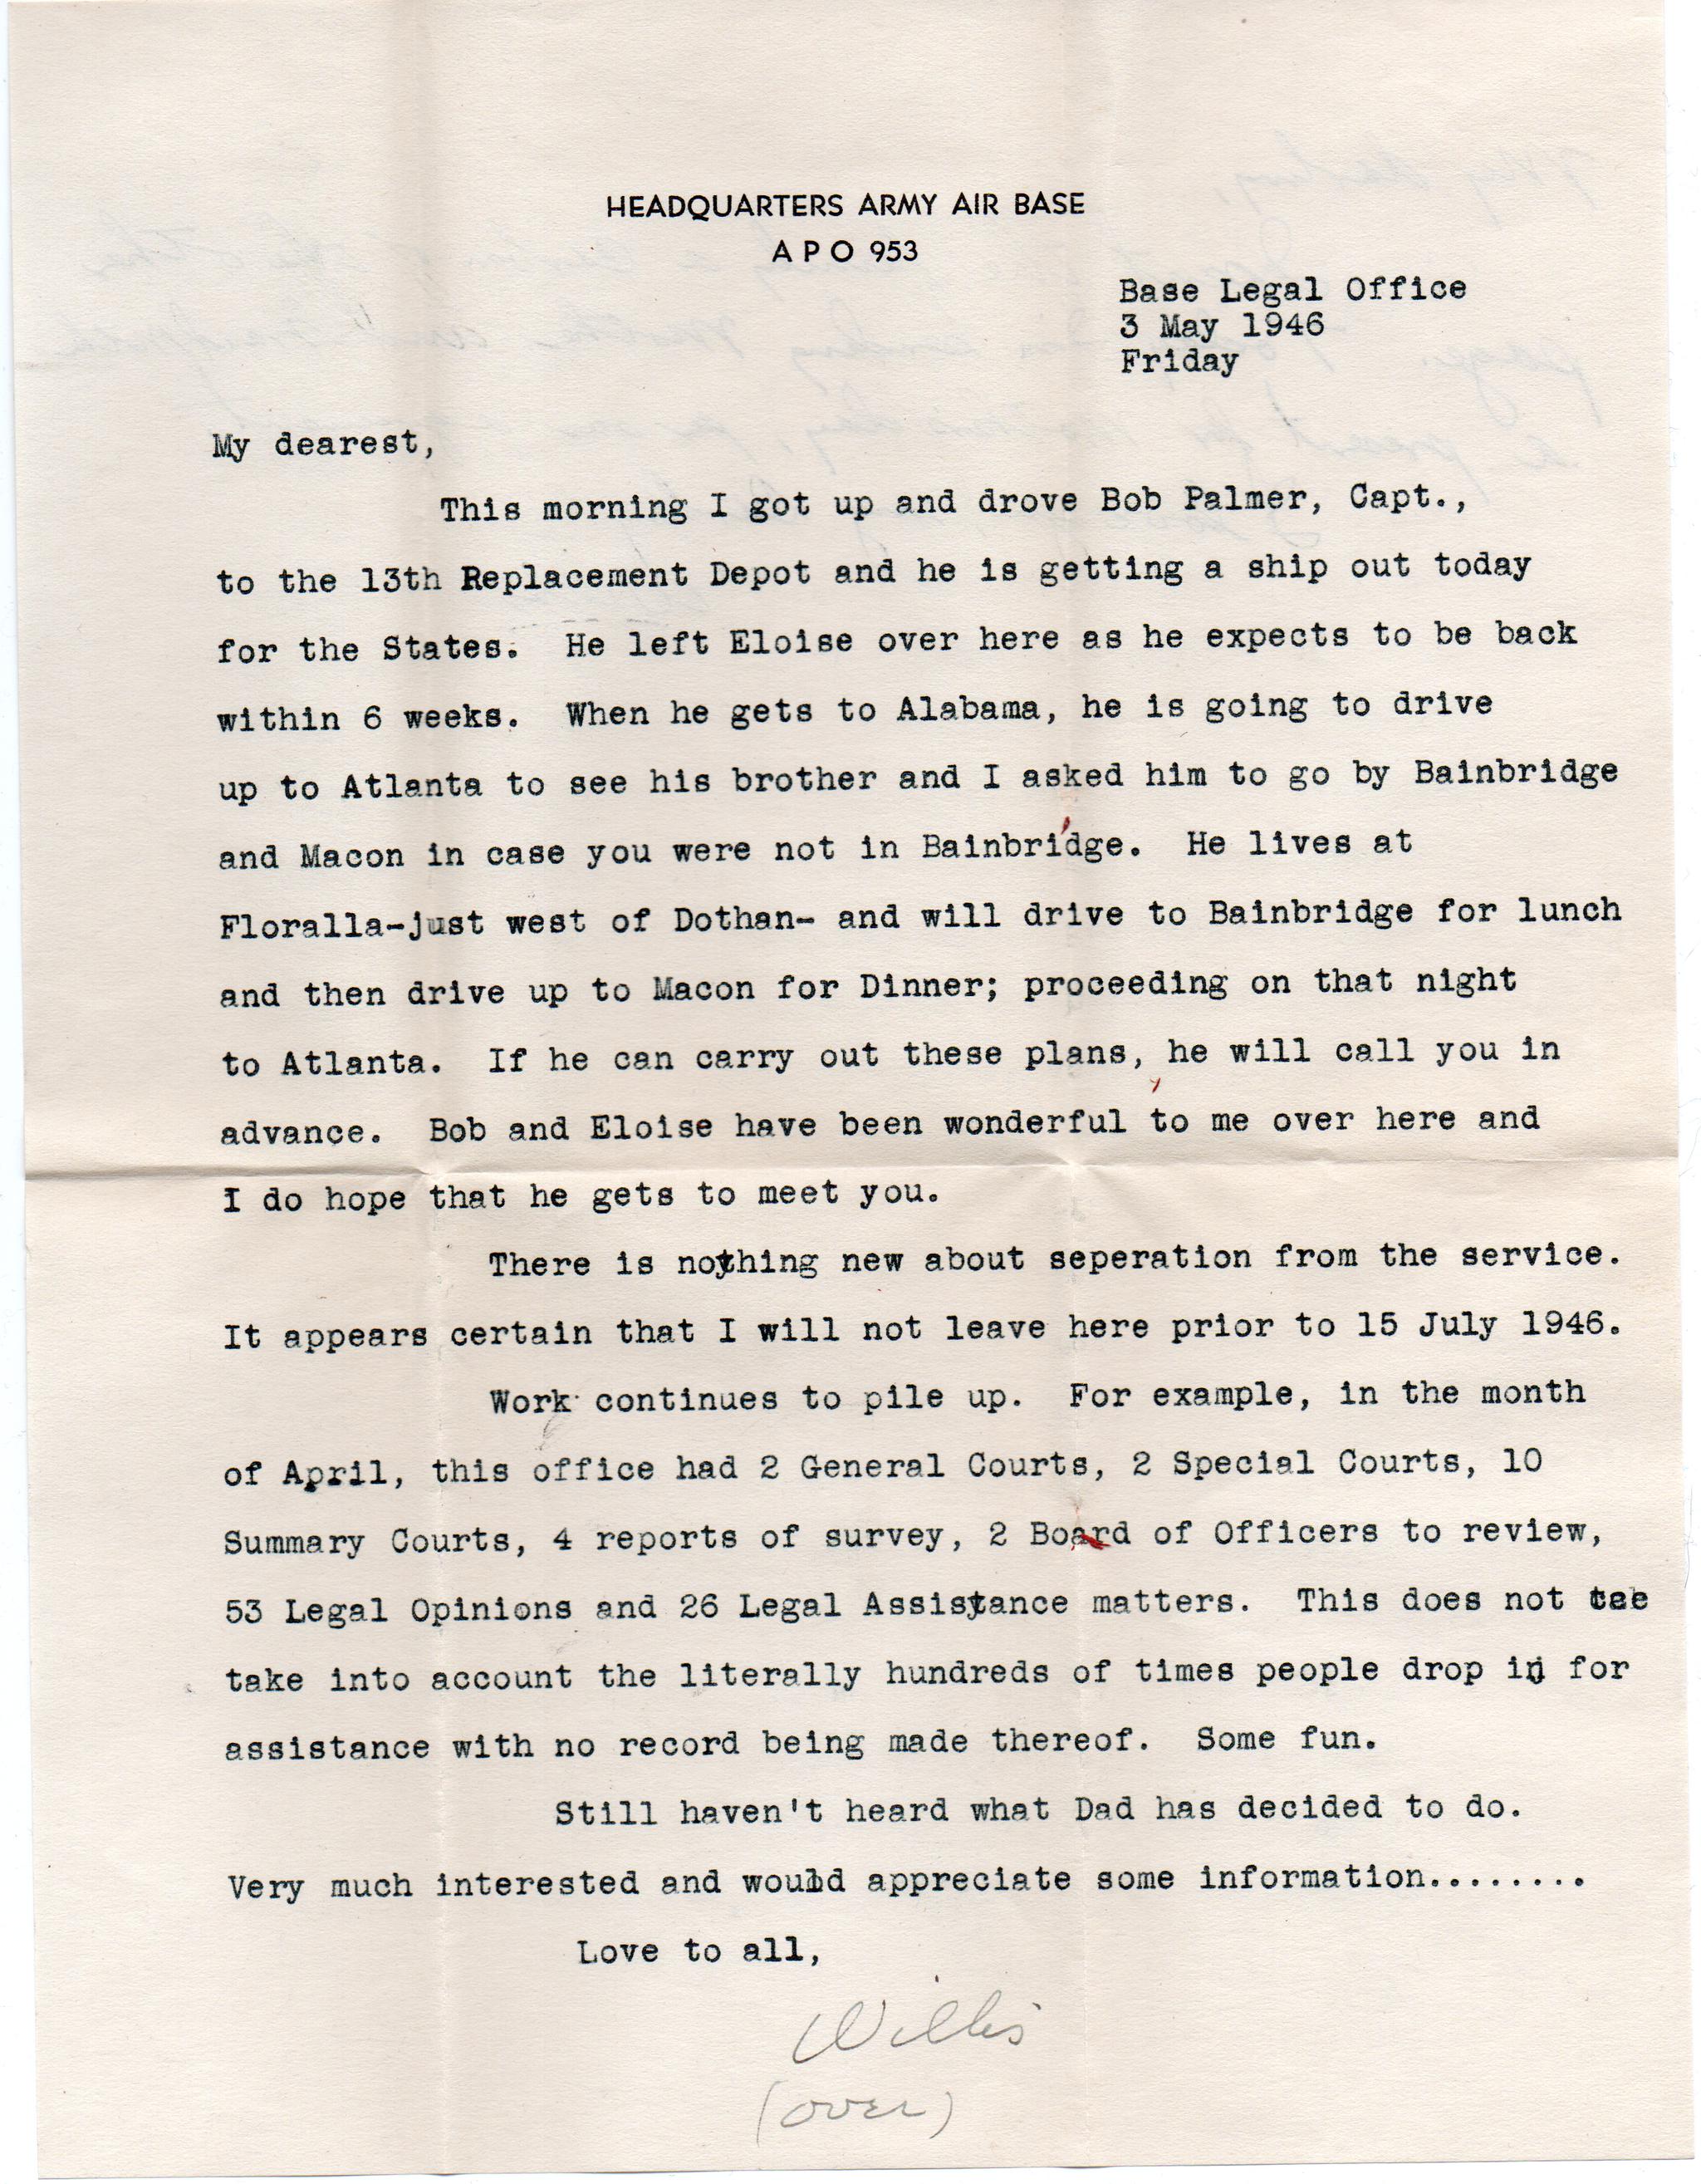 HEADQUARTERS ARMY AIR BASE
A P O 953
Base Legal Office
3 May 1946
Friday
My dearest,
This morning I got up and drove Bob Palmer, Capt.,
to the 13th Replacement Depot and he is getting a ship out today
for the States. He left Eloise over here as he expects to be back
within 6 weeks. When he gets to Alabama, he is going to drive
up to Atlanta to see his brother and I asked him to go by Bainbridge
and Macon in case you were not in Bainbridge. He lives at
Floralla-just west of Dothan- and will drive to Bainbridge for lunch
and then drive up to Macon for Dinner; proceeding on that night
to Atlanta. If he can carry out these plans, he will call you in
advance. Bob and Eloise have been wonderful to me over here and
I do hope that he gets to meet you.
There is nothing new about seperation from the service.
It appears certain that I will not leave here prior to 15 July 1946.
Work continues to pile up. For example, in the month
of April, this office had 2 General Courts, 2 Special Courts, 10
Summary Courts, 4 reports of survey, 2 Board of Officers to review,
53 Legal Opinions and 26 Legal Assistance matters. This does not
take into account the literally hundreds of times people drop in for
assistance with no record being made thereof. Some fun.
Still haven't heard what Dad has decided to do.
Very much interested and would appreciate some information........
Love to all,
Willis
(over)